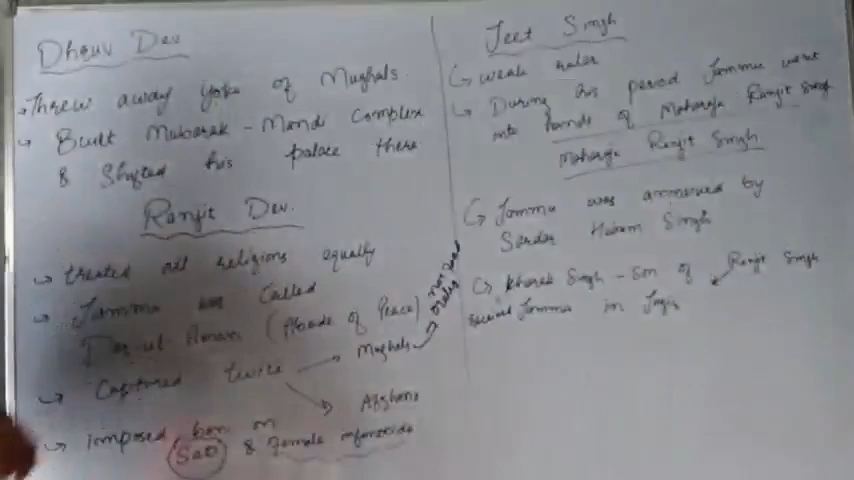 Dhruv Dev
→ Threw away yoke of Mughals.
↳ Built Mubarak-Mandi Complex
& Shifted his palace there
Ranjit Dev.
↳ treated all religions equally
↳ Jammu was Called
Dar-ul Aman (Abode of Peace)
↳ Captured twice → Mughals
→ Afghans
↳ imposed ban on
Sati & female infanticide
Jeet Singh
↳ weak ruler
↳ During his period Jammu went
into hands of Maharaja Ranjit Singh
Maharaja Ranjit Singh
↳ Jammu was annexed by
Sardar Hukam Singh
↳ Kharak Singh - Son of Ranjit Singh
Jammu in Jagir